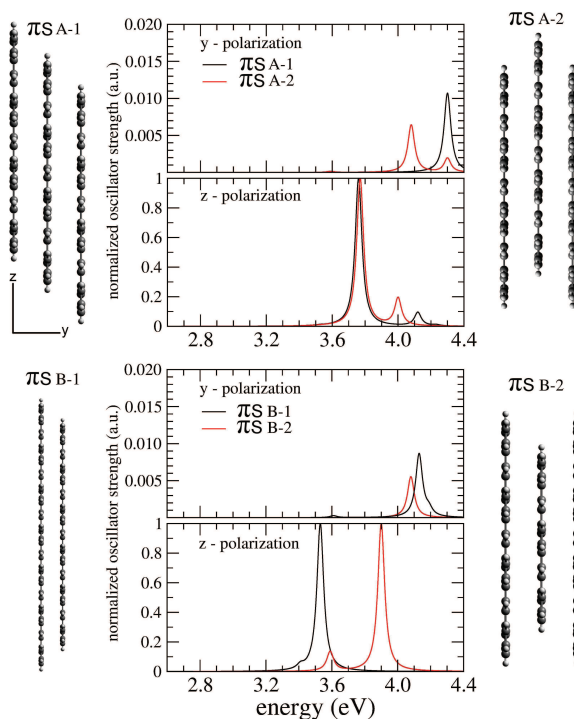 πS A-1
πS A-2
0.020
0.015
0.010
0.005
y - polarization
πS A-1
πS A-2
normalized oscillator strength (a.u.)
1
0.8
0.6
0.4
0.2
0
z - polarization
2.8 3.6 4.0 4.4
z
y
πS B-1
πS B-2
0.020
0.015
0.010
0.005
y - polarization
πS B-1
πS B-2
normalized oscillator strength (a.u.)
1
0.8
0.6
0.4
0.2
0
z - polarization
2.8 3.2 3.6 4.0 4.4
energy (eV)